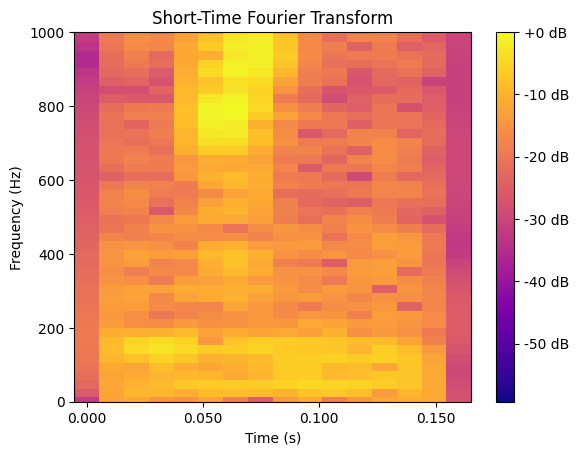 Short-Time Fourier Transform
1000
800
600
400
200
0
Frequency (Hz)
0.000
0.050
0.100
0.150
Time (s)
+0 dB
-10 dB
-20 dB
-30 dB
-40 dB
-50 dB